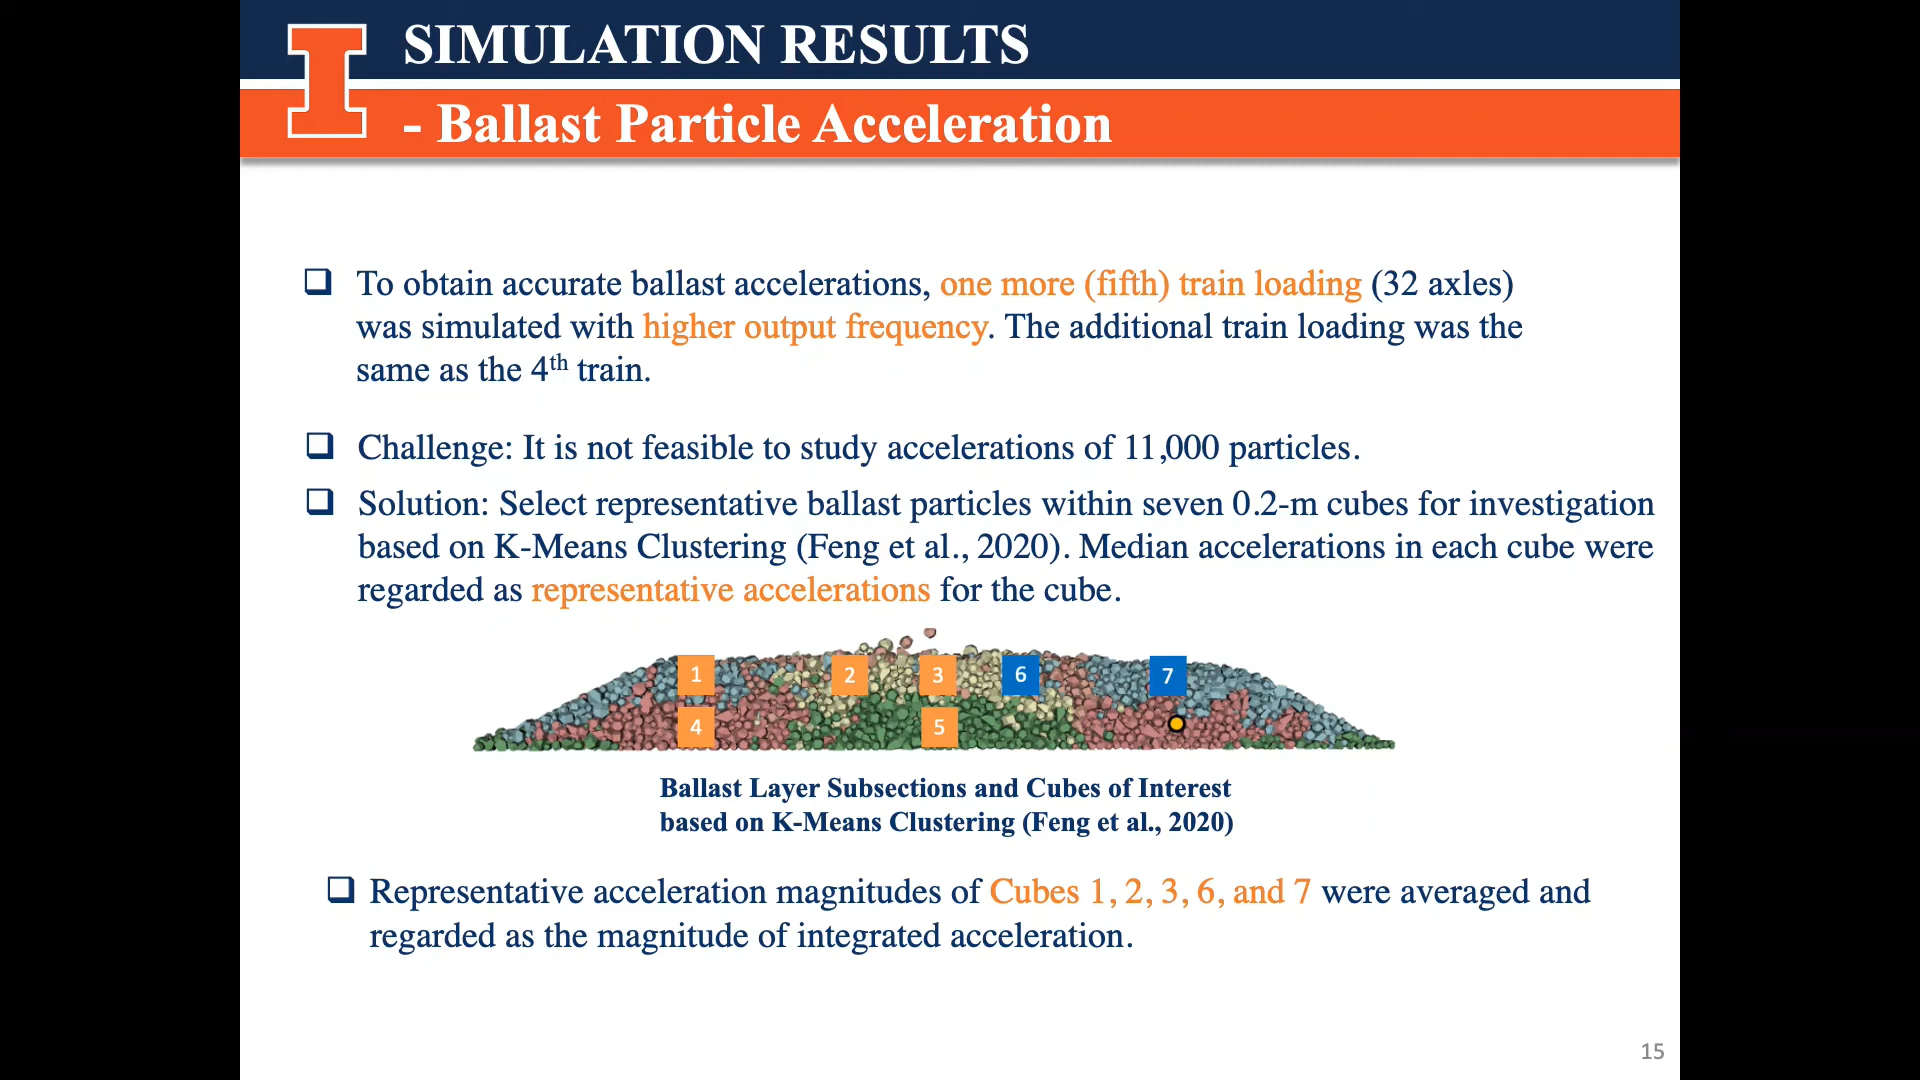 SIMULATION RESULTS
- Ballast Particle Acceleration
To obtain accurate ballast accelerations, one more (fifth) train loading (32 axles)
was simulated with higher output frequency. The additional train loading was the
same as the 4th train.
Challenge: It is not feasible to study accelerations of 11,000 particles.
Solution: Select representative ballast particles within seven 0.2-m cubes for investigation
based on K-Means Clustering (Feng et al., 2020). Median accelerations in each cube were
regarded as representative accelerations for the cube.
1 2 3 6 7
4 5
Ballast Layer Subsections and Cubes of Interest
based on K-Means Clustering (Feng et al., 2020)
Representative acceleration magnitudes of Cubes 1, 2, 3, 6, and 7 were averaged and
regarded as the magnitude of integrated acceleration.
15